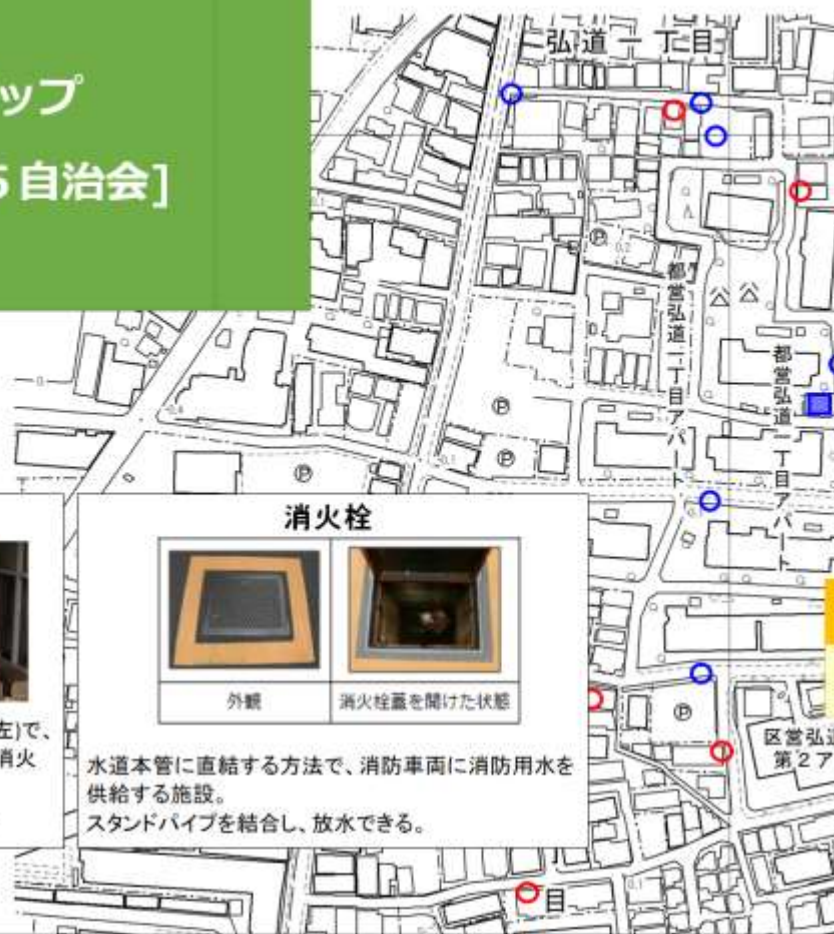 ップ
5自治会]
弘道一丁目
都営弘道一丁目アパート
都営弘道一丁目アパート
Ⓟ
Ⓟ
Ⓟ
Ⓟ
Ⓟ
消火栓
外観
消火栓蓋を開けた状態
左)で、
消火
水道本管に直結する方法で、消防車両に消防用水を
供給する施設。
スタンドパイプを結合し、放水できる。
区営弘道
第2ア
目